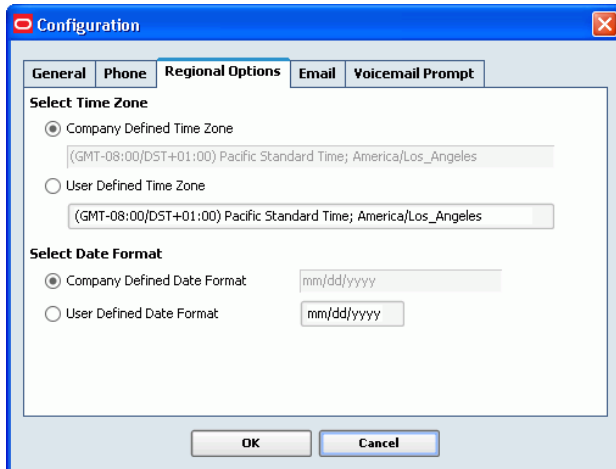 Configuration
General Phone Regional Options Email Voicemail Prompt
Select Time Zone
Company Defined Time Zone
(GMT-08:00/DST+01:00) Pacific Standard Time; America/Los_Angeles
User Defined Time Zone
(GMT-08:00/DST+01:00) Pacific Standard Time; America/Los_Angeles
Select Date Format
Company Defined Date Format mm/dd/yyyy
User Defined Date Format mm/dd/yyyy
OK Cancel